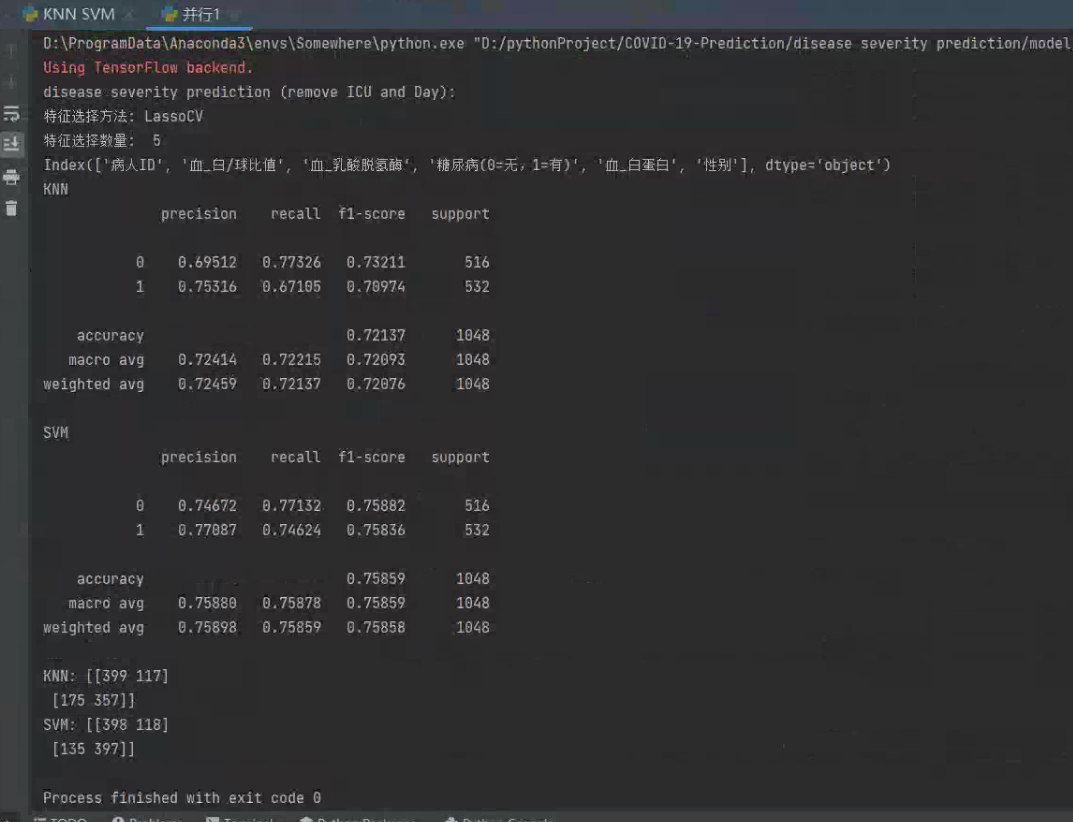 KNN SVM 并行1
D:\ProgramData\Anaconda3\envs\Somewhere\python.exe "D:/pythonProject/COVID-19-Prediction/disease severity prediction/model
Using TensorFlow backend.
disease severity prediction (remove ICU and Day):
特征选择方法: LassoCV
特征选择数量: 5
Index(['病人ID', '血_白/球比值', '血_乳酸脱氢酶', '糖尿病(0=无，1=有)', '血_白蛋白', '性别'], dtype='object')
KNN
precision recall f1-score support
0 0.69512 0.77326 0.73211 516
1 0.75316 0.67105 0.70974 532
accuracy 0.72137 1048
macro avg 0.72414 0.72215 0.72093 1048
weighted avg 0.72459 0.72137 0.72076 1048
SVM
precision recall f1-score support
0 0.74672 0.77132 0.75882 516
1 0.77087 0.74624 0.75836 532
accuracy 0.75859 1048
macro avg 0.75880 0.75878 0.75859 1048
weighted avg 0.75898 0.75859 0.75858 1048
KNN: [[399 117]
[175 357]]
SVM: [[398 118]
[135 397]]
Process finished with exit code 0